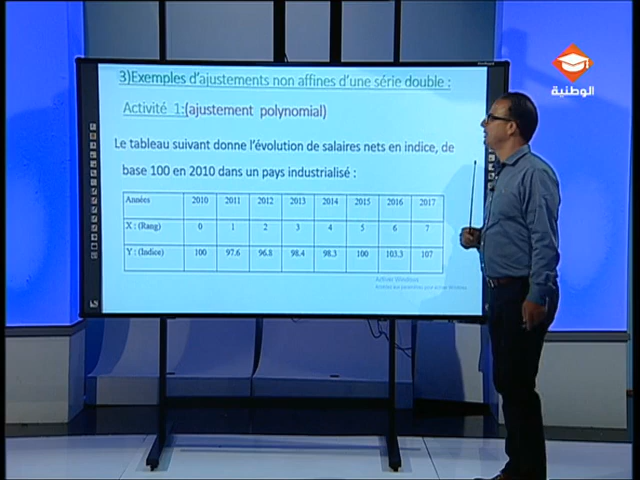 الوطنية
3)Exemples d'ajustements non affines d'une série double :
Activité 1:(ajustement polynomial)
Le tableau suivant donne l'évolution de salaires nets en indice, de
base 100 en 2010 dans un pays industrialisé :
Années 2010 2011 2012 2013 2014 2015 2016 2017
X : (Rang) 0 1 2 3 4 5 6 7
Y : (Indice) 100 97.6 96.8 98.4 98.3 100 103.3 107
Activer Windows